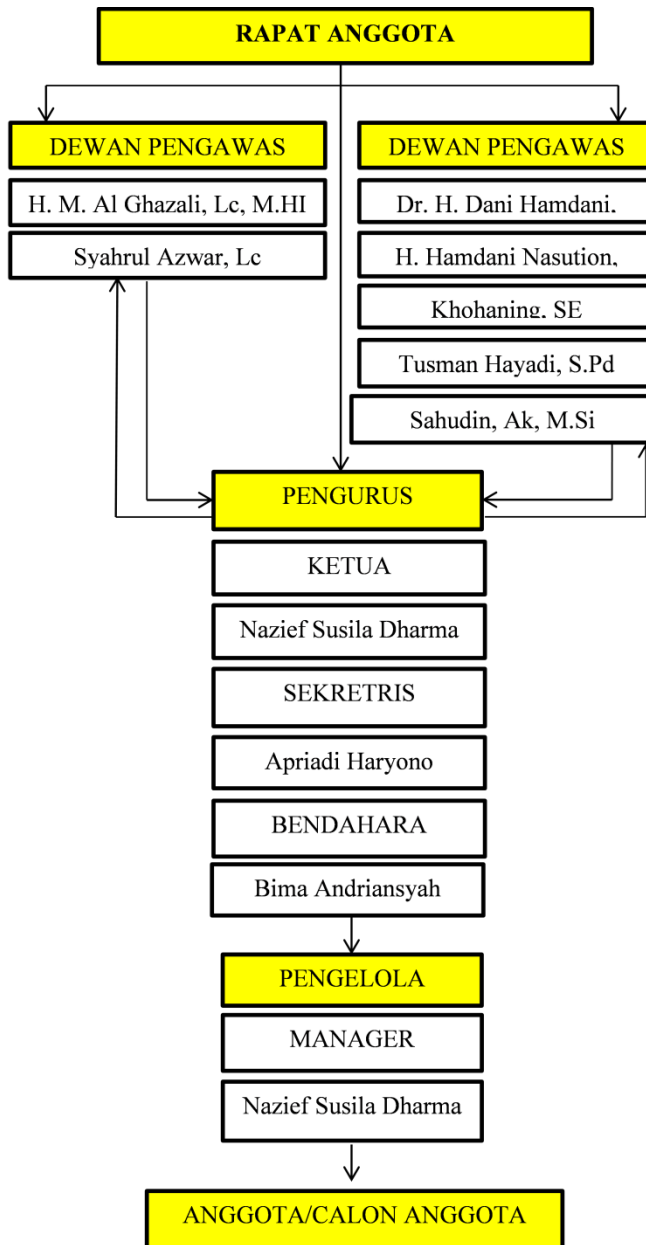 RAPAT ANGGOTA
DEWAN PENGAWAS
H. M. Al Ghazali, Lc, M.HI
Syahrul Azwar, Lc
DEWAN PENGAWAS
Dr. H. Dani Hamdani.
H. Hamdani Nasution,
Khohaning, SE
Tusman Hayadi, S.Pd
Sahudin, Ak, M.Si
PENGURUS
KETUA
Nazief Susila Dharma
SEKRETRIS
Apriadi Haryono
BENDAHARA
Bima Andriansyah
PENGELOLA
MANAGER
Nazief Susila Dharma
ANGGOTA/CALON ANGGOTA